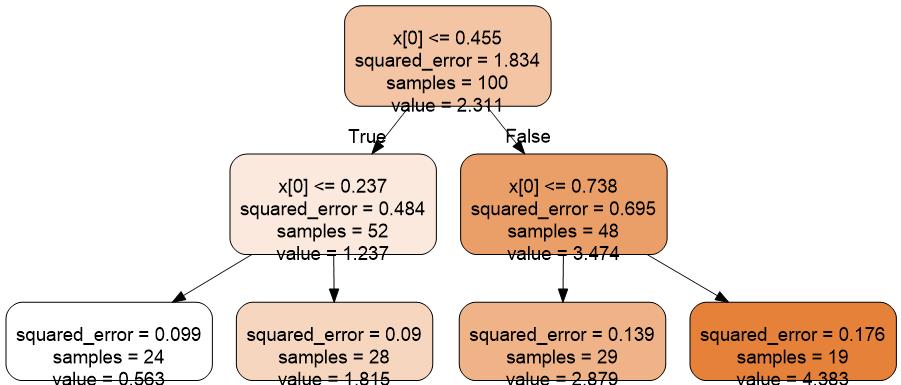 x[0] <= 0.455
squared_error = 1.834
samples = 100
value = 2.311
True
False
x[0] <= 0.237
squared_error = 0.484
samples = 52
value = 1.237
x[0] <= 0.738
squared_error = 0.695
samples = 48
value = 3.474
squared_error = 0.099
samples = 24
value = 0.563
squared_error = 0.09
samples = 28
value = 1.815
squared_error = 0.139
samples = 29
value = 2.879
squared_error = 0.176
samples = 19
value = 4.383